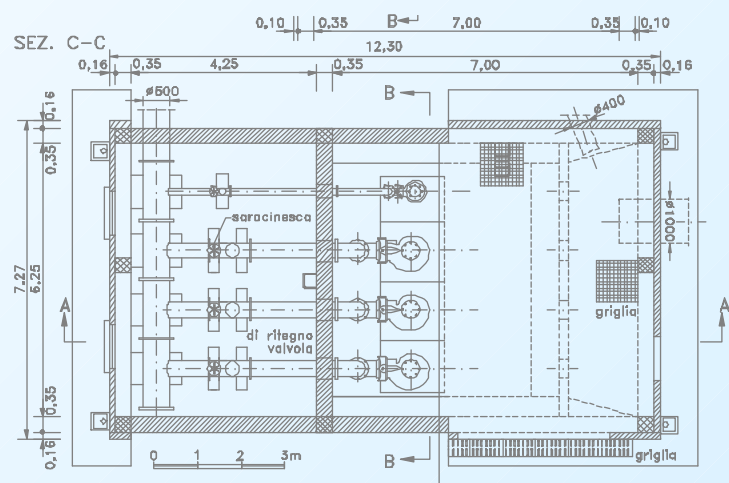 SEZ. C-C
B
0,10 0,35 7,00 0,35 0,10
12,30
0,16 0,35 4,25 0,35 7,00 0,35 0,16
B
ø500
ø400
0,16
0,35
saracinesca
ø1000
7,27
6,25
A
A
griglia
di ritegno
valvola
0,35
0,16
0 1 2 3m
B
griglia